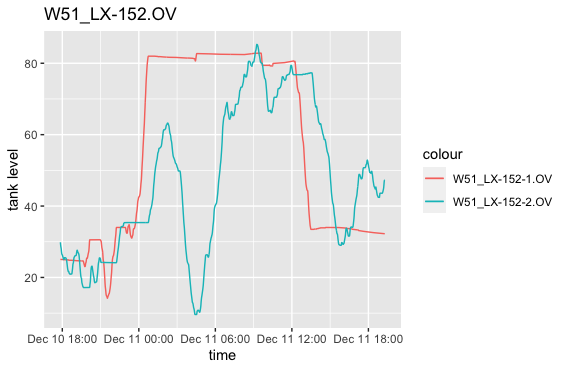 W51_LX-152.OV
tank level
80
60
40
20
Dec 10 18:00 Dec 11 00:00 Dec 11 06:00 Dec 11 12:00 Dec 11 18:00
time
colour
W51_LX-152-1.OV
W51_LX-152-2.OV